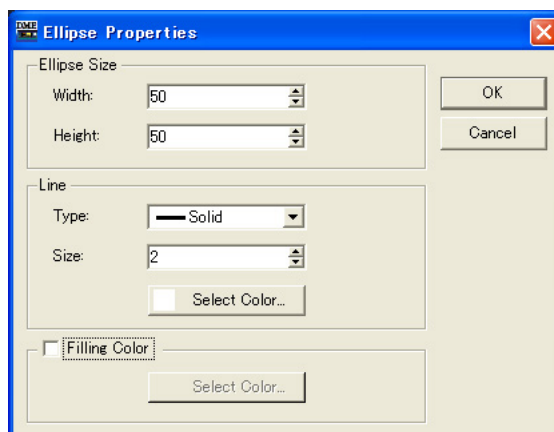 DME
Ellipse Properties
Ellipse Size
Width: 50
Height: 50
OK
Cancel
Line
Type: Solid
Size: 2
Select Color...
Filling Color
Select Color...